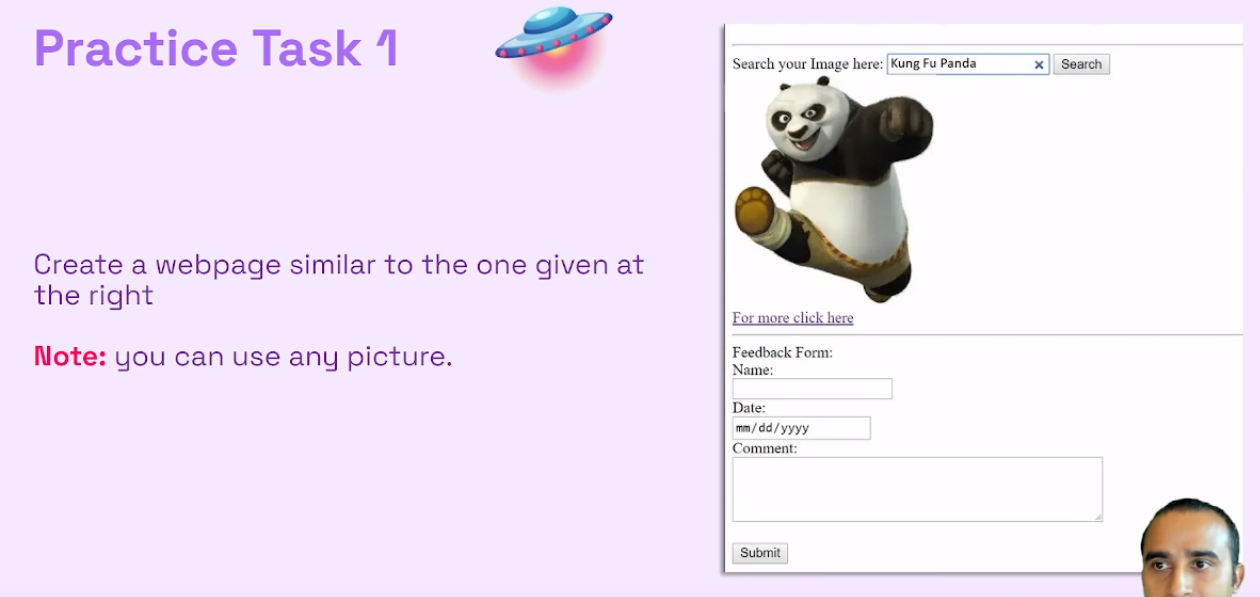 Practice Task 1
Create a webpage similar to the one given at
the right
Note: you can use any picture.
Search your Image here: Kung Fu Panda × Search
For more click here
Feedback Form:
Name:
Date:
mm/dd/yyyy
Comment:
Submit